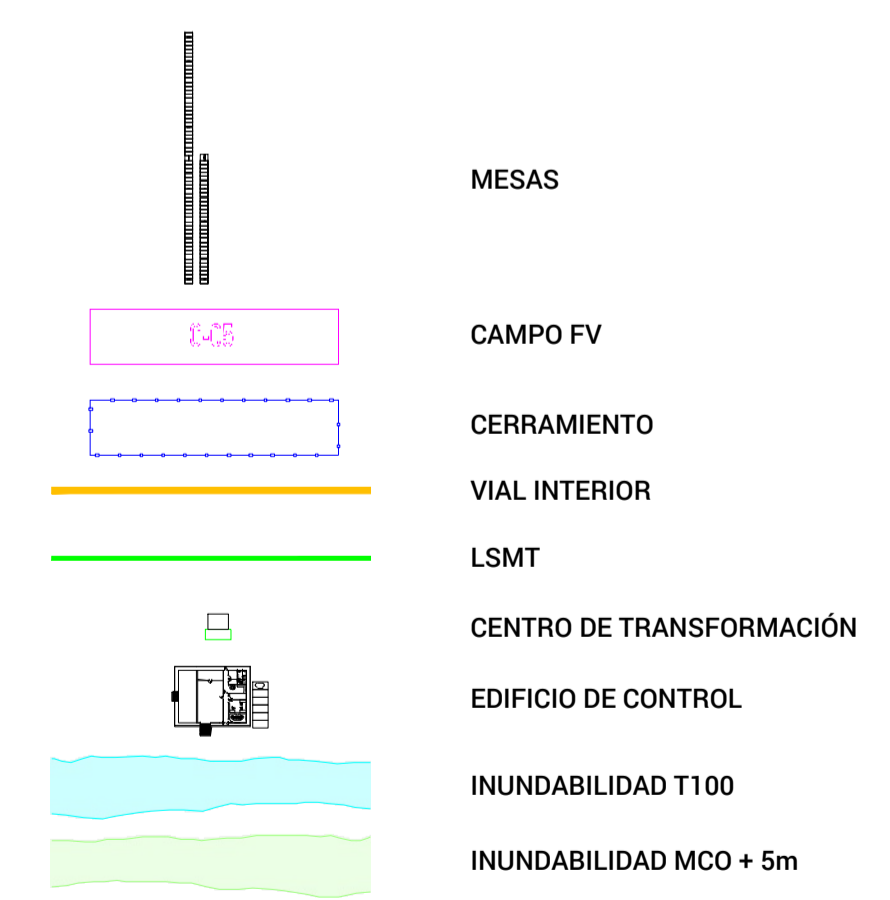 MESAS
CAMPO FV
CERRAMIENTO
VIAL INTERIOR
LSMT
CENTRO DE TRANSFORMACIÓN
EDIFICIO DE CONTROL
INUNDABILIDAD T100
INUNDABILIDAD MCO + 5m